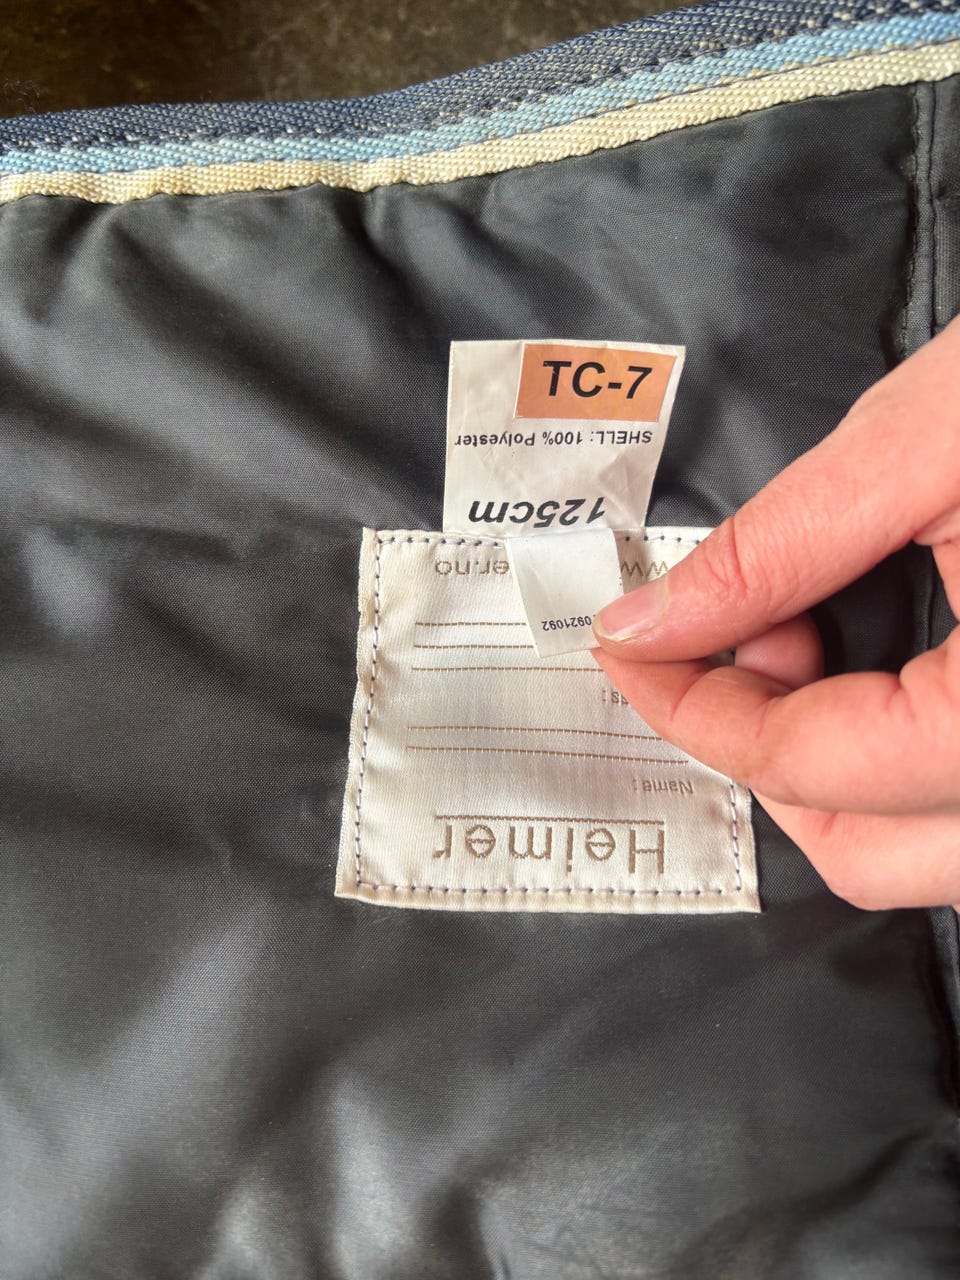 TC-7
SHELL: 100% Polyester
125cm
0921092
Name:
Heimer